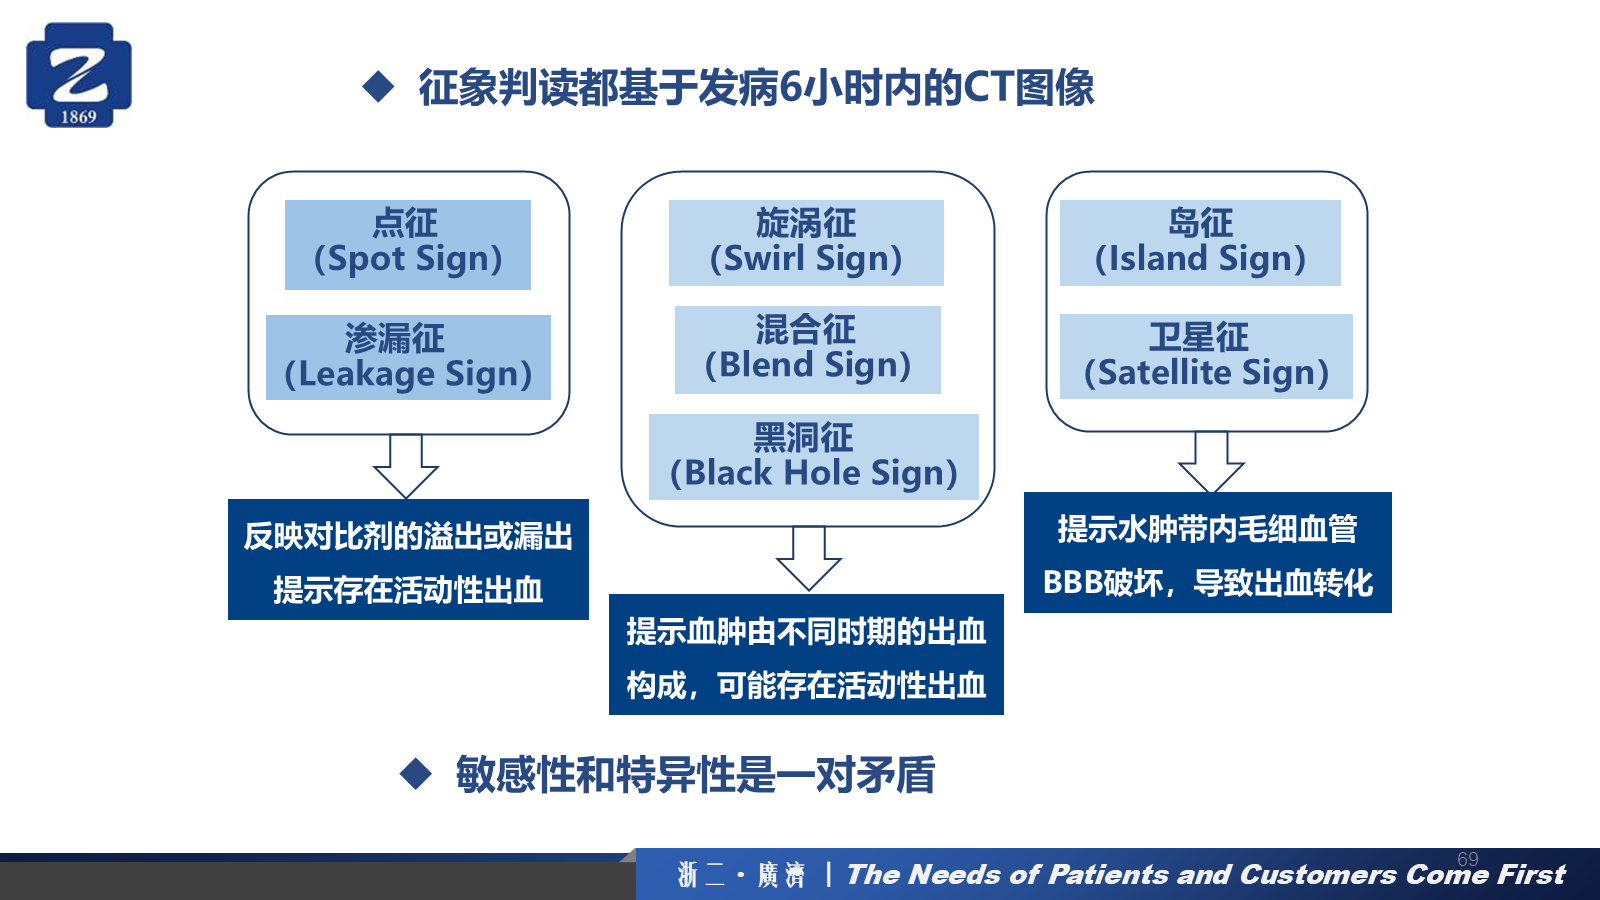 1869
◆ 征象判读都基于发病6小时内的CT图像
点征
(Spot Sign)
渗漏征
(Leakage Sign)
反映对比剂的溢出或漏出
提示存在活动性出血
旋涡征
(Swirl Sign)
混合征
(Blend Sign)
黑洞征
(Black Hole Sign)
提示血肿由不同时期的出血
构成，可能存在活动性出血
岛征
(Island Sign)
卫星征
(Satellite Sign)
提示水肿带内毛细血管
BBB破坏，导致出血转化
◆ 敏感性和特异性是一对矛盾
69
浙二·廣濟 | The Needs of Patients and Customers Come First